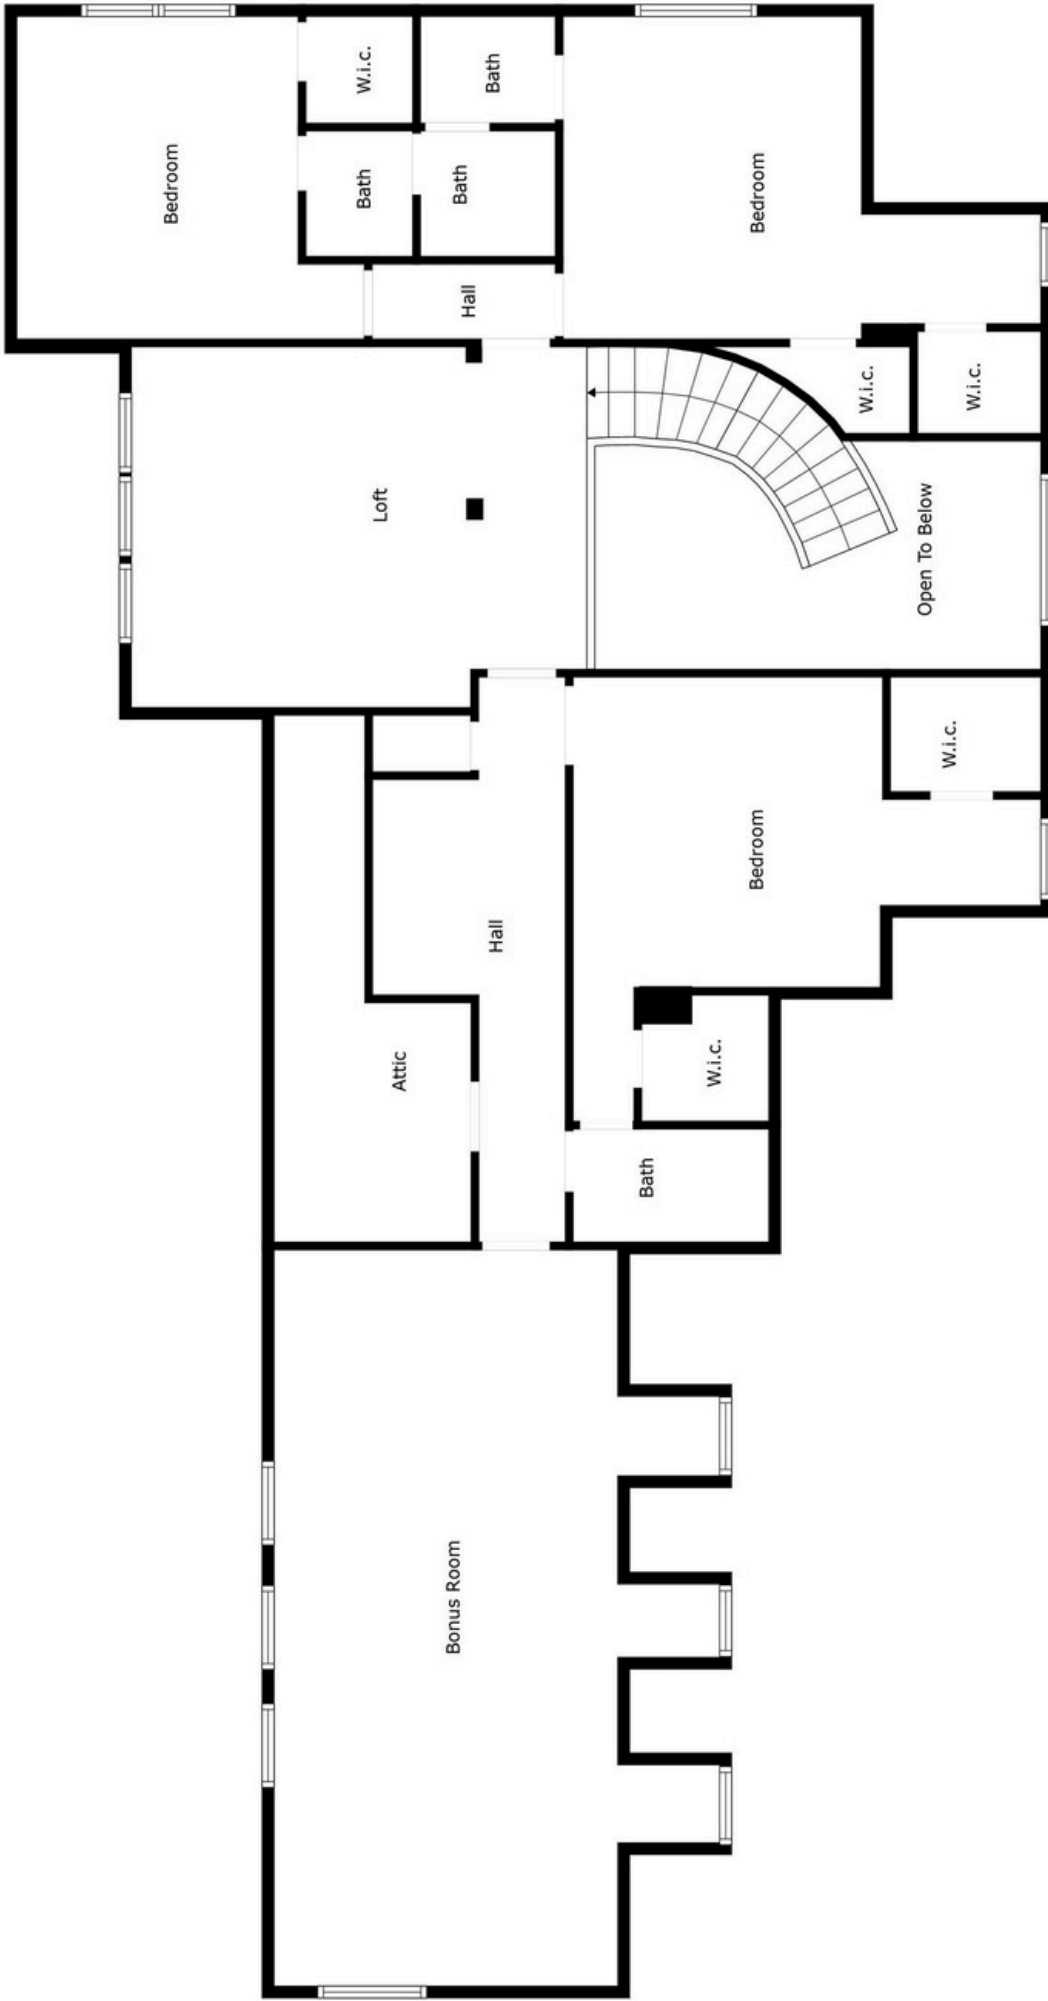 Bedroom
W.i.c.
Bath
Bath
Bath
Hall
Bedroom
W.i.c.
W.i.c.
Loft
Open To Below
W.i.c.
Bedroom
Hall
Attic
W.i.c.
Bath
Bonus Room